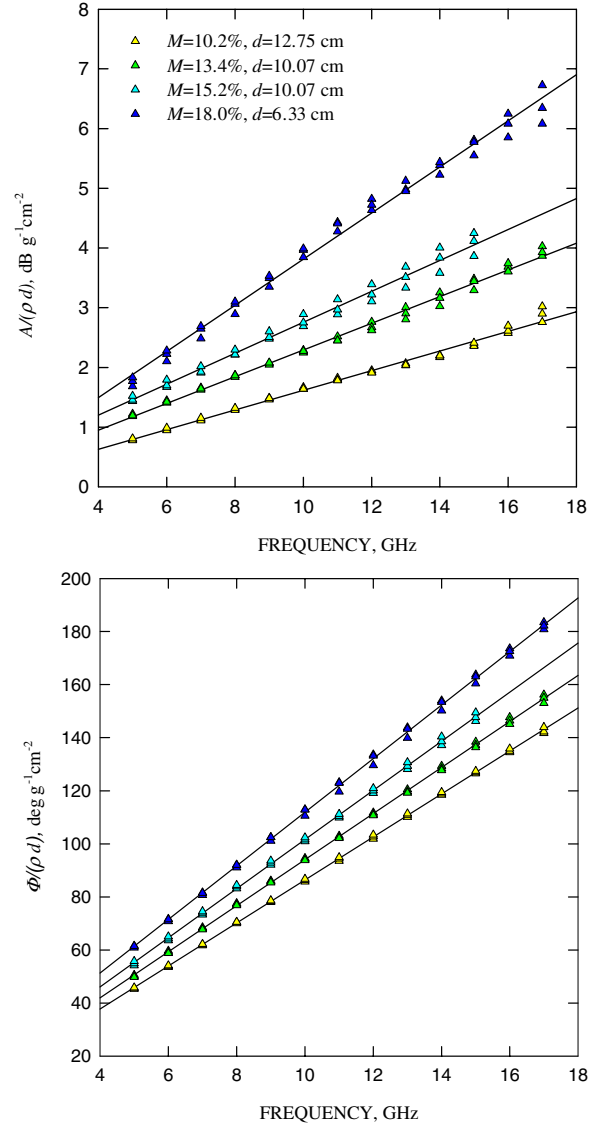 8
7
6
5
4
3
2
1
0
A/(ρ d), dB g⁻¹cm⁻²
M=10.2%, d=12.75 cm
M=13.4%, d=10.07 cm
M=15.2%, d=10.07 cm
M=18.0%, d=6.33 cm
4 6 8 10 12 14 16 18
FREQUENCY, GHz
200
180
160
140
120
100
80
60
40
20
Φ/(ρ d), deg g⁻¹cm⁻²
4 6 8 10 12 14 16 18
FREQUENCY, GHz